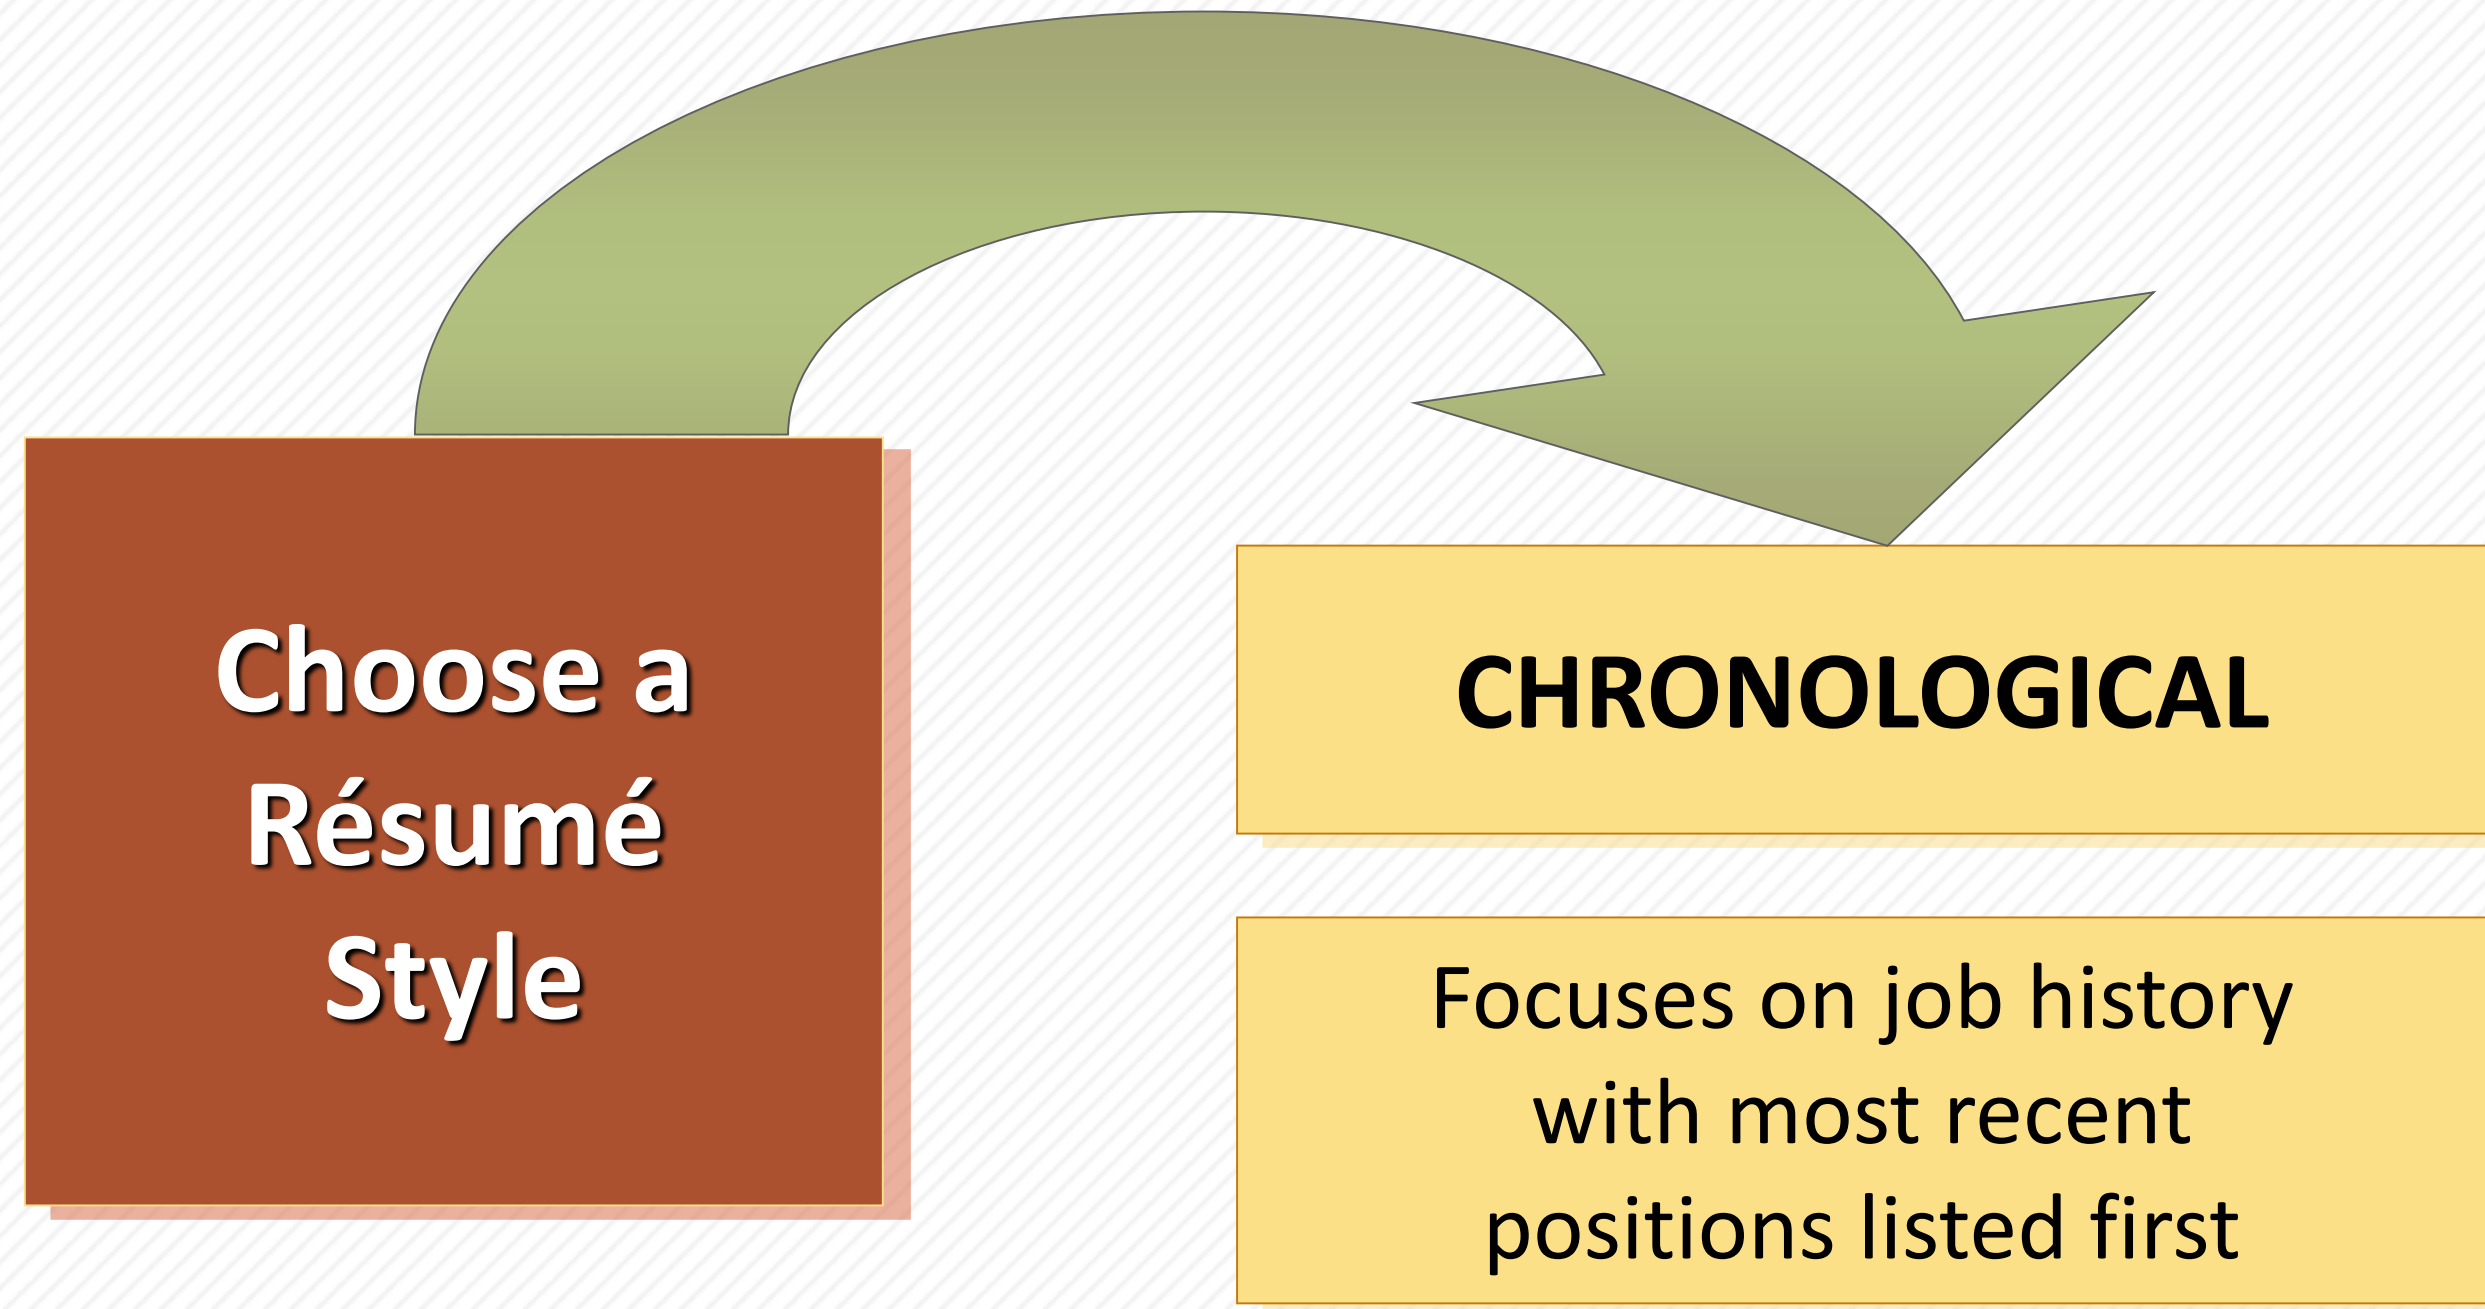 Choose a
Résumé
Style
CHRONOLOGICAL
Focuses on job history
with most recent
positions listed first